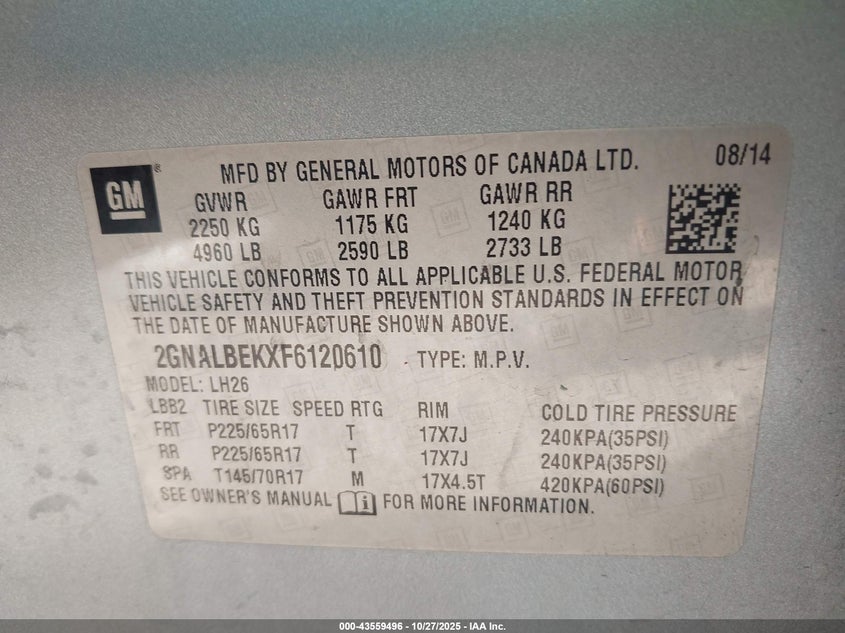 GM ® MFD BY GENERAL MOTORS OF CANADA LTD. 08/14
GVWR GAWR FRT GAWR RR
2250 KG 1175 KG 1240 KG
4960 LB 2590 LB 2733 LB
THIS VEHICLE CONFORMS TO ALL APPLICABLE U.S. FEDERAL MOTOR
VEHICLE SAFETY AND THEFT PREVENTION STANDARDS IN EFFECT ON
THE DATE OF MANUFACTURE SHOWN ABOVE.
2GNALBEKXF6120610 TYPE: M.P.V.
MODEL: LH26
LBB2 TIRE SIZE SPEED RTG RIM COLD TIRE PRESSURE
FRT P225/65R17 T 17X7J 240KPA(35PSI)
RR P225/65R17 T 17X7J 240KPA(35PSI)
SPA T145/70R17 M 17X4.5T 420KPA(60PSI)
SEE OWNER'S MANUAL i FOR MORE INFORMATION.
000-43559496 - 10/27/2025 - IAA Inc.